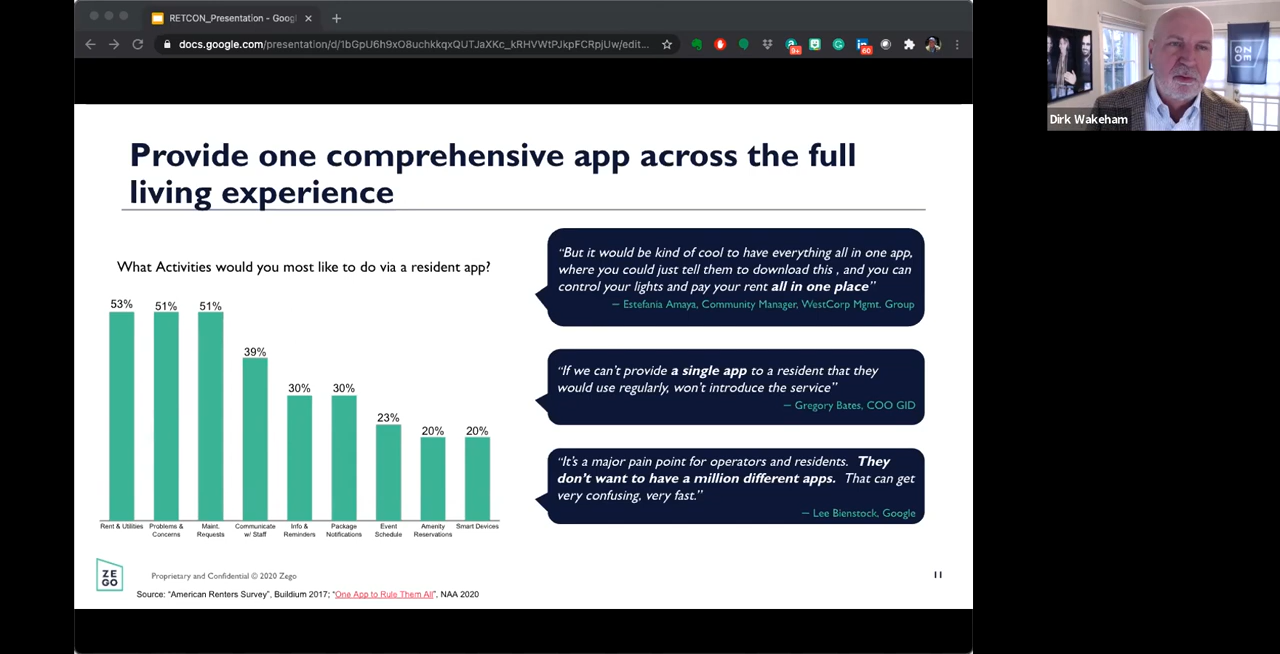 RETCON_Presentation - Googl
docs.google.com/presentation/d/1bGpU6h9xO8uchkkqxQUTJaXKc_kRHVWtPJkpFCRpjUw/edit...
9+
60
Dirk Wakeham
ZE
GO
Provide one comprehensive app across the full
living experience
What Activities would you most like to do via a resident app?
53%
51%
51%
39%
30%
30%
23%
20%
20%
Rent & Utilities
Problems &
Concerns
Maint.
Requests
Communicate
w/ Staff
Info &
Reminders
Package
Notifications
Event
Schedule
Amenity
Reservations
Smart Devices
“But it would be kind of cool to have everything all in one app,
where you could just tell them to download this , and you can
control your lights and pay your rent all in one place”
— Estefania Amaya, Community Manager, WestCorp Mgmt. Group
“If we can’t provide a single app to a resident that they
would use regularly, won’t introduce the service”
— Gregory Bates, COO GID
“It’s a major pain point for operators and residents. They
don’t want to have a million different apps. That can get
very confusing, very fast.”
— Lee Bienstock, Google
ZE
GO
Proprietary and Confidential © 2020 Zego
11
Source: “American Renters Survey”, Buildium 2017; “One App to Rule Them All”, NAA 2020